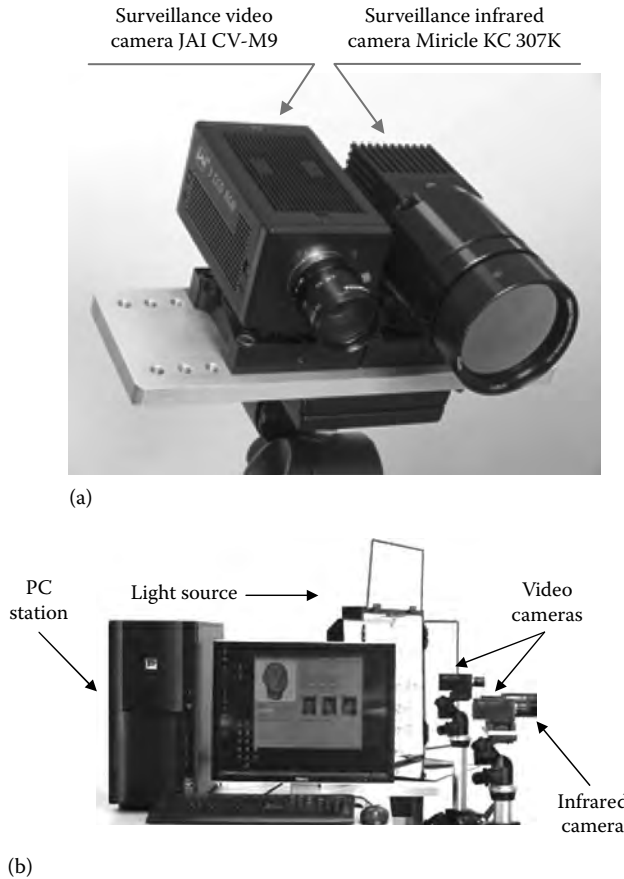 Surveillance video
camera JAI CV-M9
Surveillance infrared
camera Miricle KC 307K
(a)
PC
station
Light source
Video
cameras
Infrared
camera
(b)